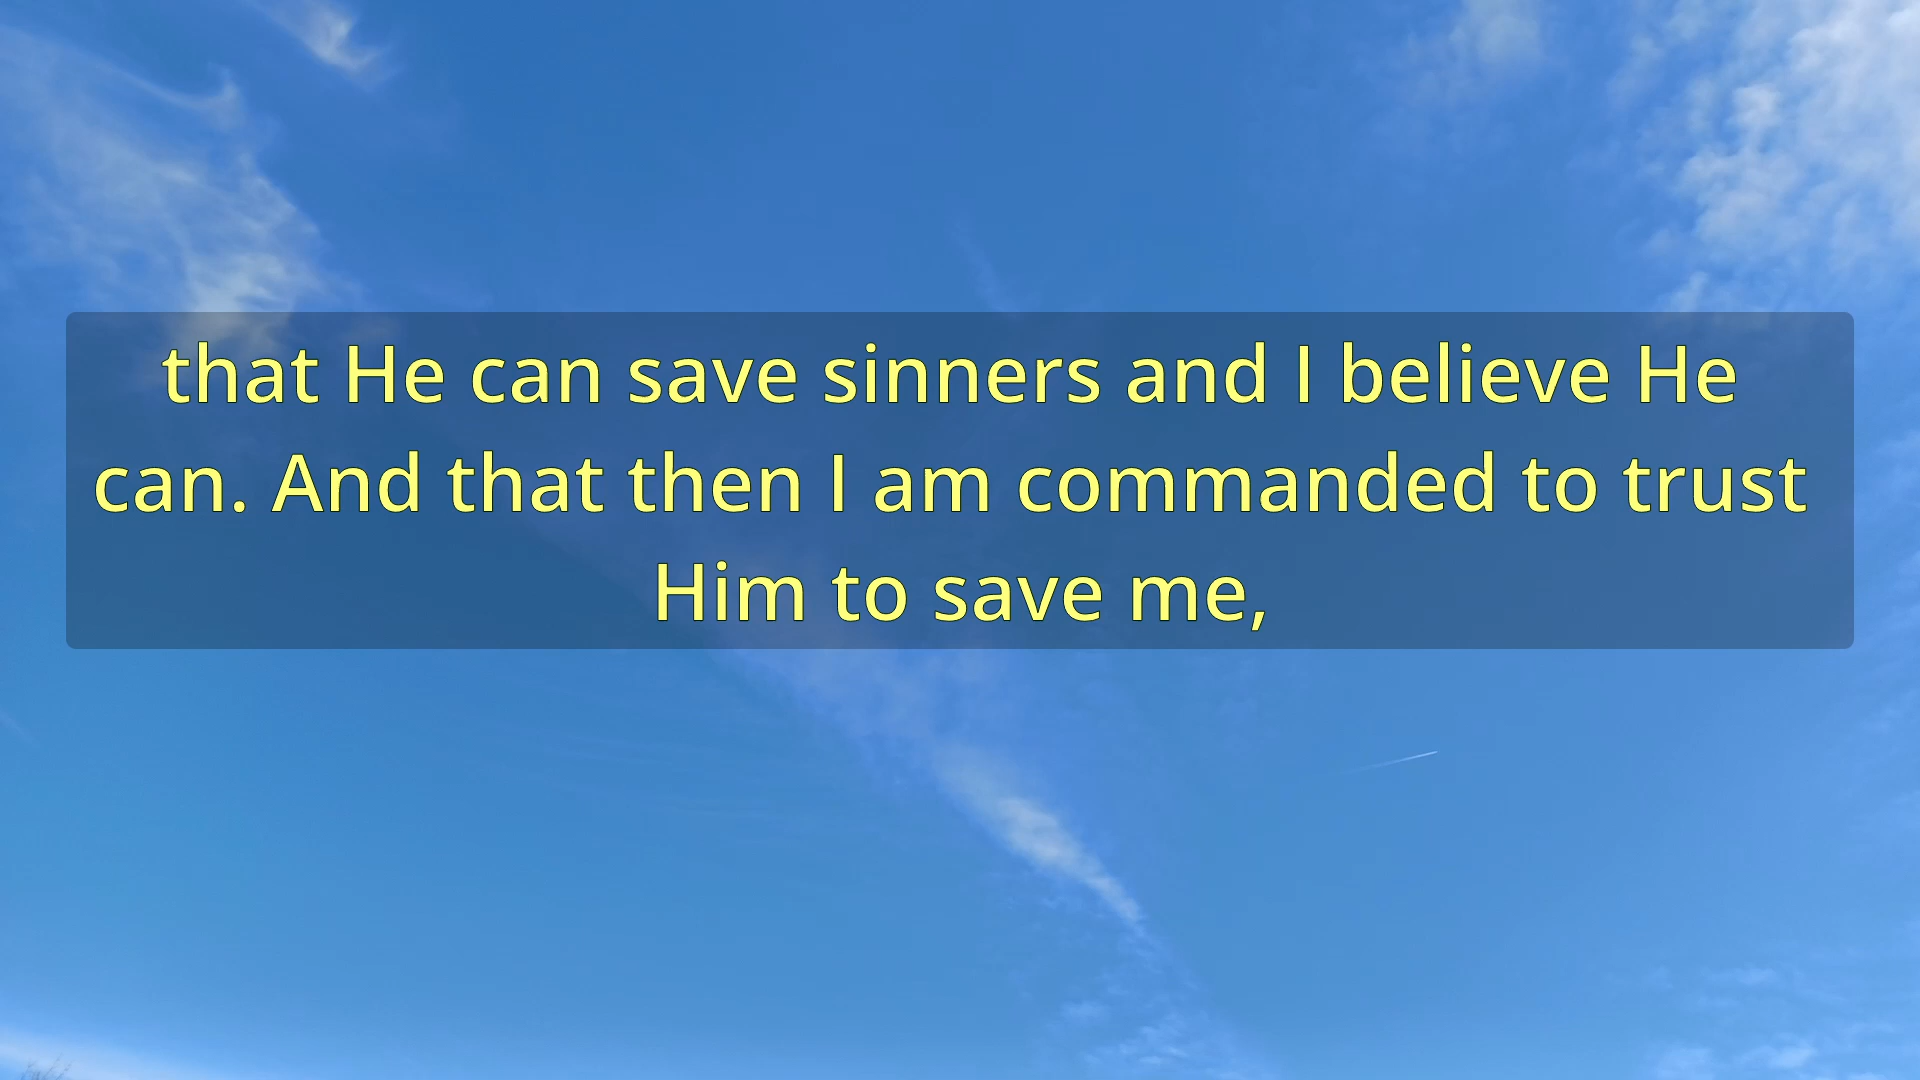 that He can save sinners and I believe He
can. And that then I am commanded to trust
Him to save me,